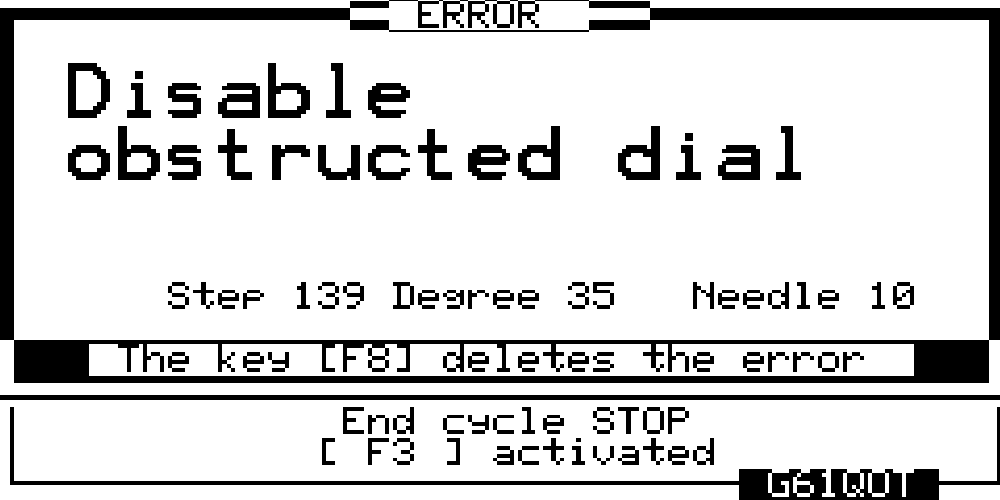 ERROR
Disable
obstructed dial
Step 139 Degree 35 Needle 10
The key [F8] deletes the error
End cycle STOP
[ F3 ] activated